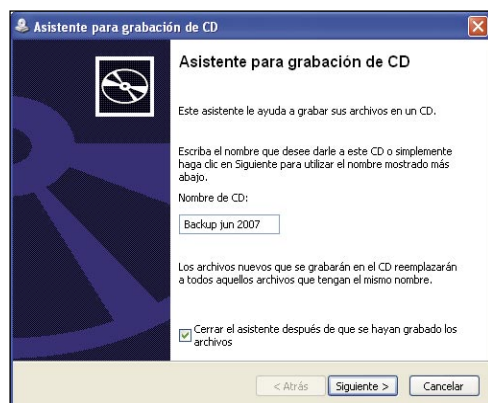 Asistente para grabación de CD
Asistente para grabación de CD
Este asistente le ayuda a grabar sus archivos en un CD.
Escriba el nombre que desee darle a este CD o simplemente
haga clic en Siguiente para utilizar el nombre mostrado más
abajo.
Nombre de CD:
Backup jun 2007
Los archivos nuevos que se grabarán en el CD reemplazarán
a todos aquellos archivos que tengan el mismo nombre.
Cerrar el asistente después de que se hayan grabado los
archivos
< Atrás Siguiente > Cancelar